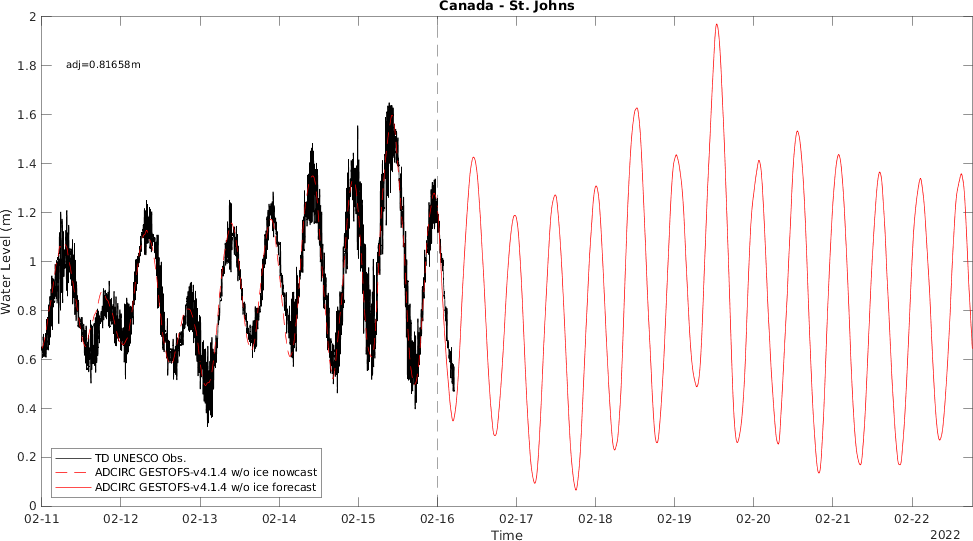 Canada - St. Johns
2
1.8
1.6
1.4
1.2
1
0.8
0.6
0.4
0.2
0
Water Level (m)
adj=0.81658m
TD UNESCO Obs.
ADCIRC GESTOFS-v4.1.4 w/o ice nowcast
ADCIRC GESTOFS-v4.1.4 w/o ice forecast
02-11 02-12 02-13 02-14 02-15 02-16 02-17 02-18 02-19 02-20 02-21 02-22
Time
2022